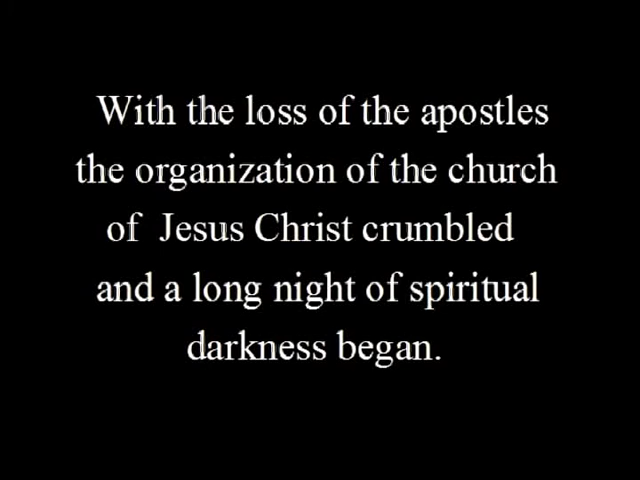 With the loss of the apostles
the organization of the church
of Jesus Christ crumbled
and a long night of spiritual
darkness began.